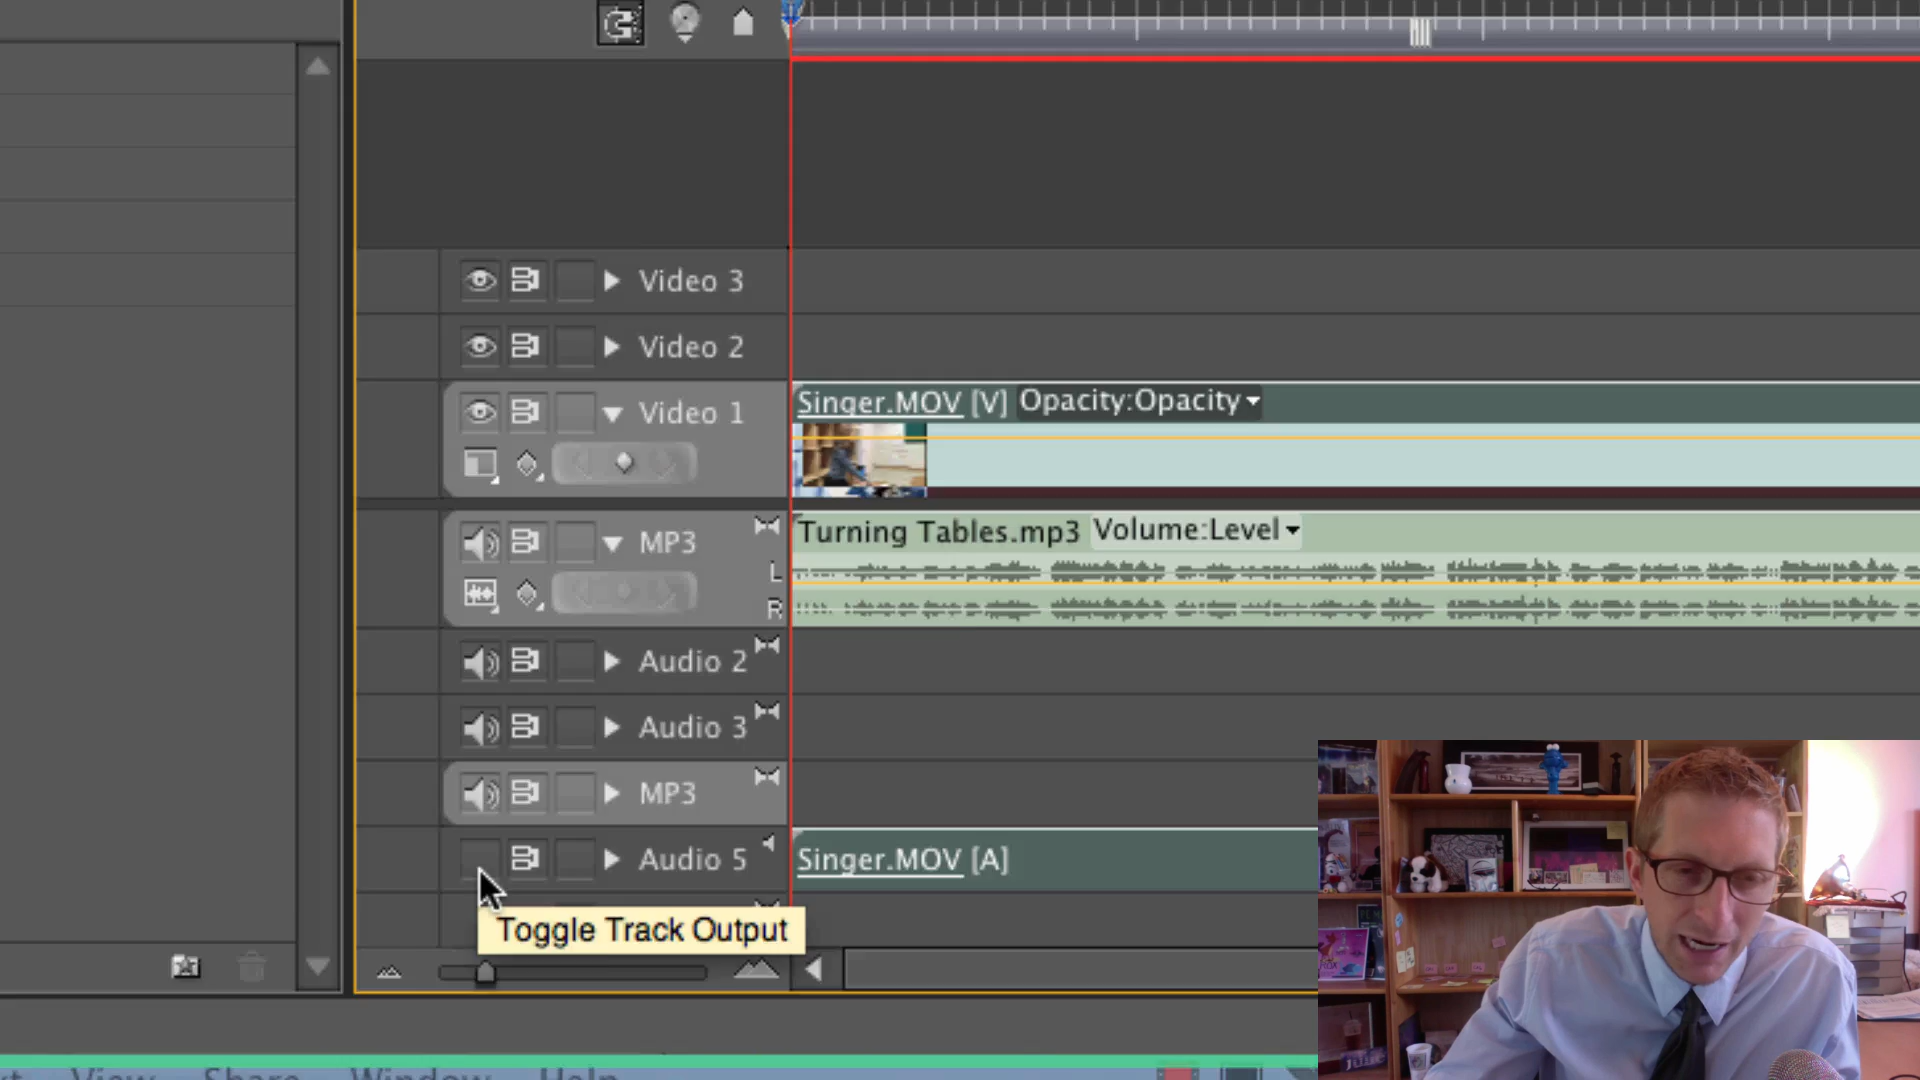 Video 3
Video 2
Video 1
Singer.MOV [V] Opacity:Opacity
MP3
L
R
Turning Tables.mp3 Volume:Level
Audio 2
Audio 3
MP3
Audio 5
Singer.MOV [A]
Toggle Track Output
View Share Window Help